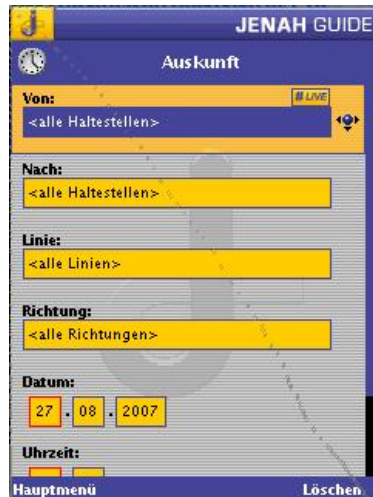 JENAH GUIDE
Auskunft
Von:
# LIVE
<alle Haltestellen>
Nach:
<alle Haltestellen>
Linie:
<alle Linien>
Richtung:
<alle Richtungen>
Datum:
27 . 08 . 2007
Uhrzeit:
Hauptmenü Löschen